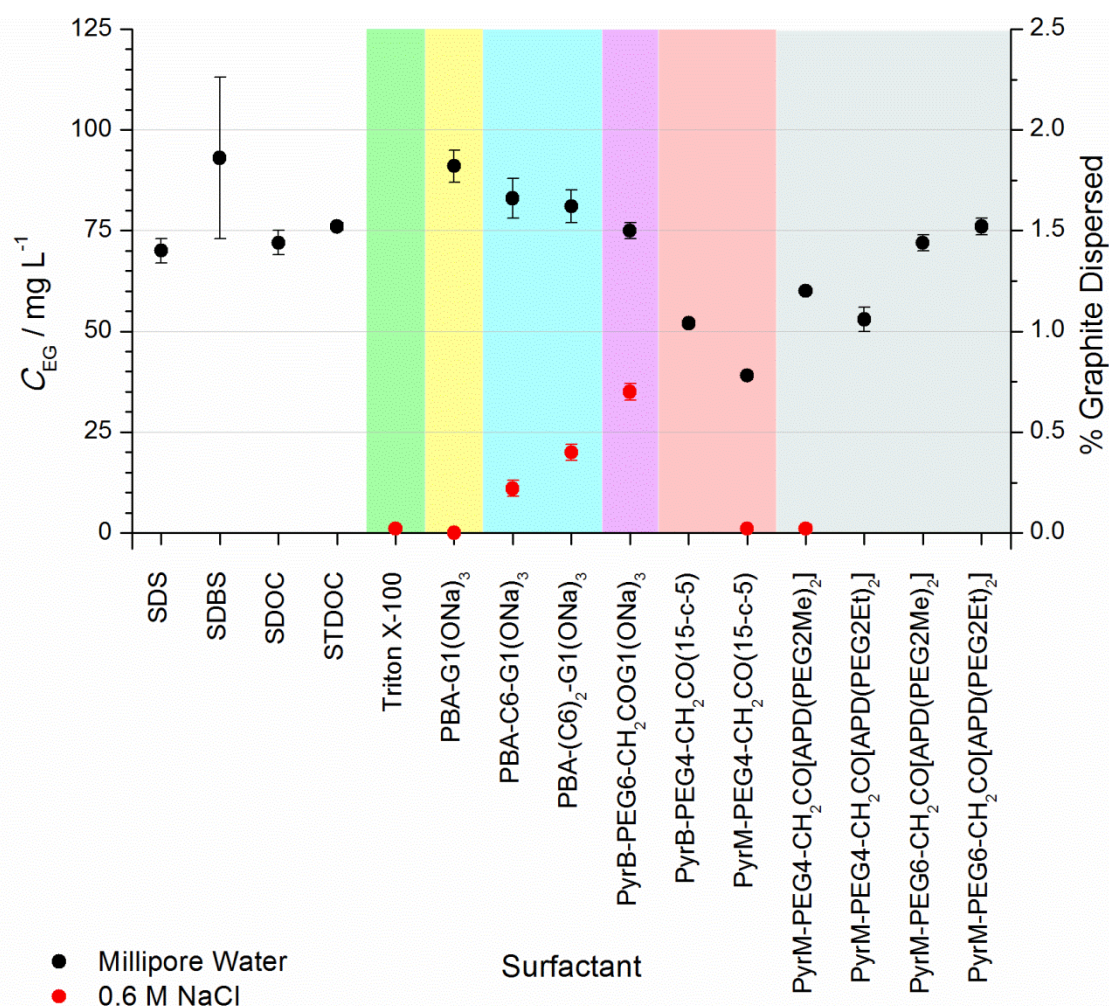 125
100
75
50
25
0
C_EG / mg L⁻¹
2.5
2.0
1.5
1.0
0.5
0.0
% Graphite Dispersed
SDS
SDBS
SDOC
STDOC
Triton X-100
PBA-G1(ONa)₃
PBA-C6-G1(ONa)₃
PBA-(C6)₂-G1(ONa)₃
PyrB-PEG6-CH₂COG1(ONa)₃
PyrB-PEG4-CH₂CO(15-c-5)
PyrM-PEG4-CH₂CO(15-c-5)
PyrM-PEG4-CH₂CO[APD(PEG2Me)₂]
PyrM-PEG4-CH₂CO[APD(PEG2Et)₂]
PyrM-PEG6-CH₂CO[APD(PEG2Me)₂]
PyrM-PEG6-CH₂CO[APD(PEG2Et)₂]
Surfactant
Millipore Water
0.6 M NaCl